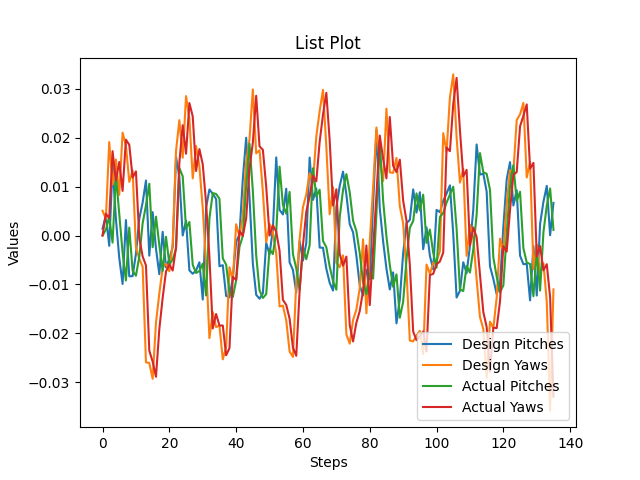 List Plot
Values
0.03
0.02
0.01
0.00
−0.01
−0.02
−0.03
0
20
40
60
80
100
120
140
Steps
Design Pitches
Design Yaws
Actual Pitches
Actual Yaws